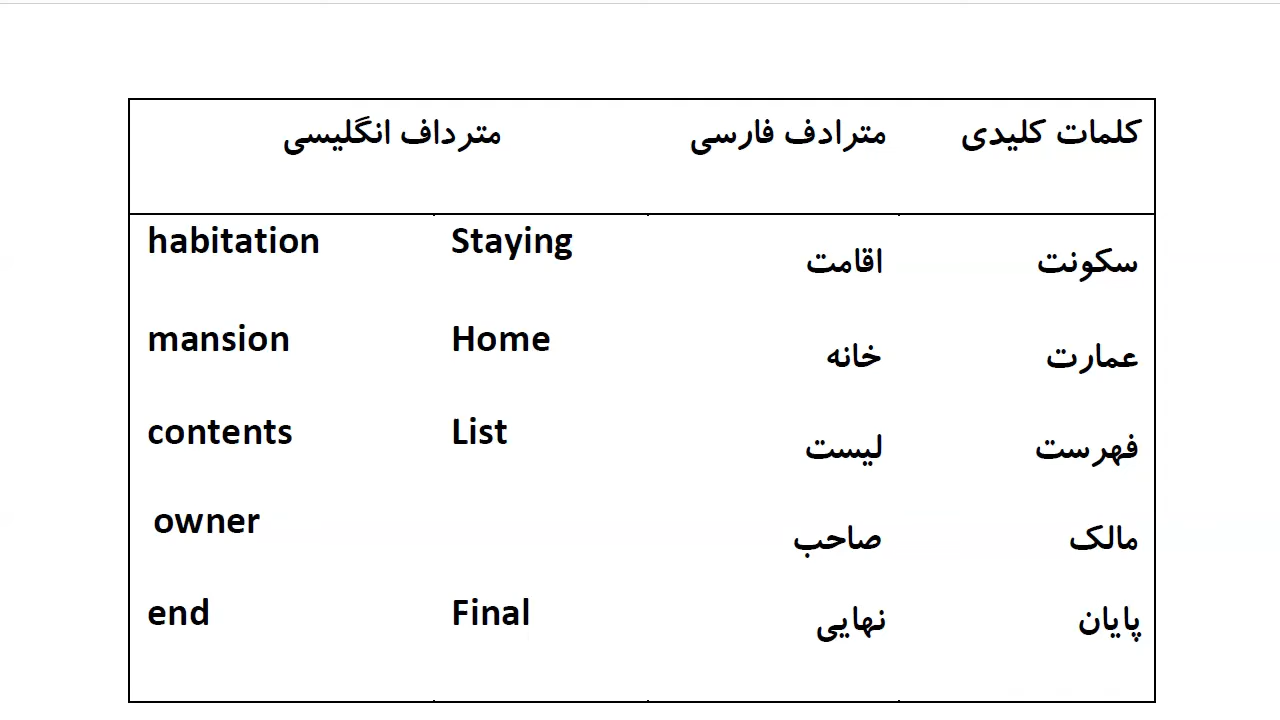 کلمات کلیدی مترادف فارسی مترداف انگلیسی
سکونت اقامت Staying habitation
عمارت خانه Home mansion
فهرست لیست List contents
مالک صاحب owner
پایان نهایی Final end